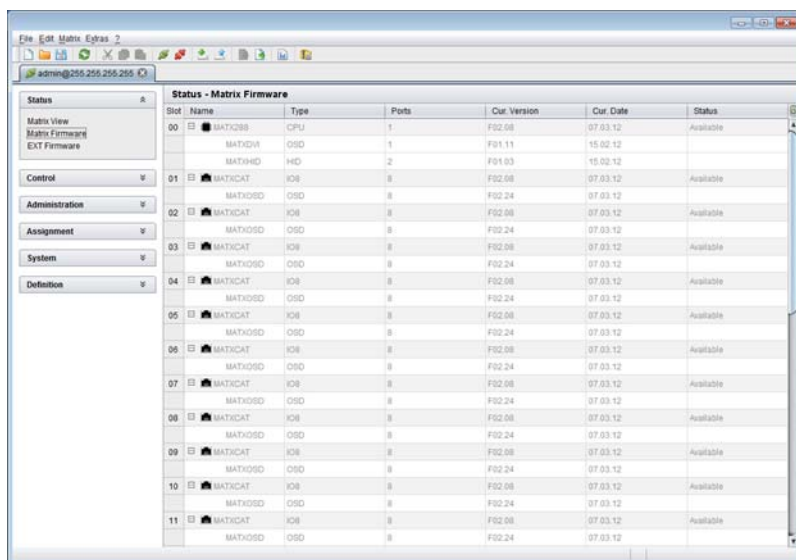 File Edit Matrix Extras ?
admin@255.255.255.255
Status
Matrix View
Matrix Firmware
EXT Firmware
Control
Administration
Assignment
System
Definition
Status - Matrix Firmware
Slot Name Type Ports Cur. Version Cur. Date Status
00 MATX288 CPU 1 F02.08 07.03.12 Available
MATXDVI OSD 1 F01.11 15.02.12
MATXHID HID 2 F01.03 15.02.12
01 MATXCAT IO8 8 F02.08 07.03.12 Available
MATXOSD OSD 8 F02.24 07.03.12
02 MATXCAT IO8 8 F02.08 07.03.12 Available
MATXOSD OSD 8 F02.24 07.03.12
03 MATXCAT IO8 8 F02.08 07.03.12 Available
MATXOSD OSD 8 F02.24 07.03.12
04 MATXCAT IO8 8 F02.08 07.03.12 Available
MATXOSD OSD 8 F02.24 07.03.12
05 MATXCAT IO8 8 F02.08 07.03.12 Available
MATXOSD OSD 8 F02.24 07.03.12
06 MATXCAT IO8 8 F02.08 07.03.12 Available
MATXOSD OSD 8 F02.24 07.03.12
07 MATXCAT IO8 8 F02.08 07.03.12 Available
MATXOSD OSD 8 F02.24 07.03.12
08 MATXCAT IO8 8 F02.08 07.03.12 Available
MATXOSD OSD 8 F02.24 07.03.12
09 MATXCAT IO8 8 F02.08 07.03.12 Available
MATXOSD OSD 8 F02.24 07.03.12
10 MATXCAT IO8 8 F02.08 07.03.12 Available
MATXOSD OSD 8 F02.24 07.03.12
11 MATXCAT IO8 8 F02.08 07.03.12 Available
MATXOSD OSD 8 F02.24 07.03.12